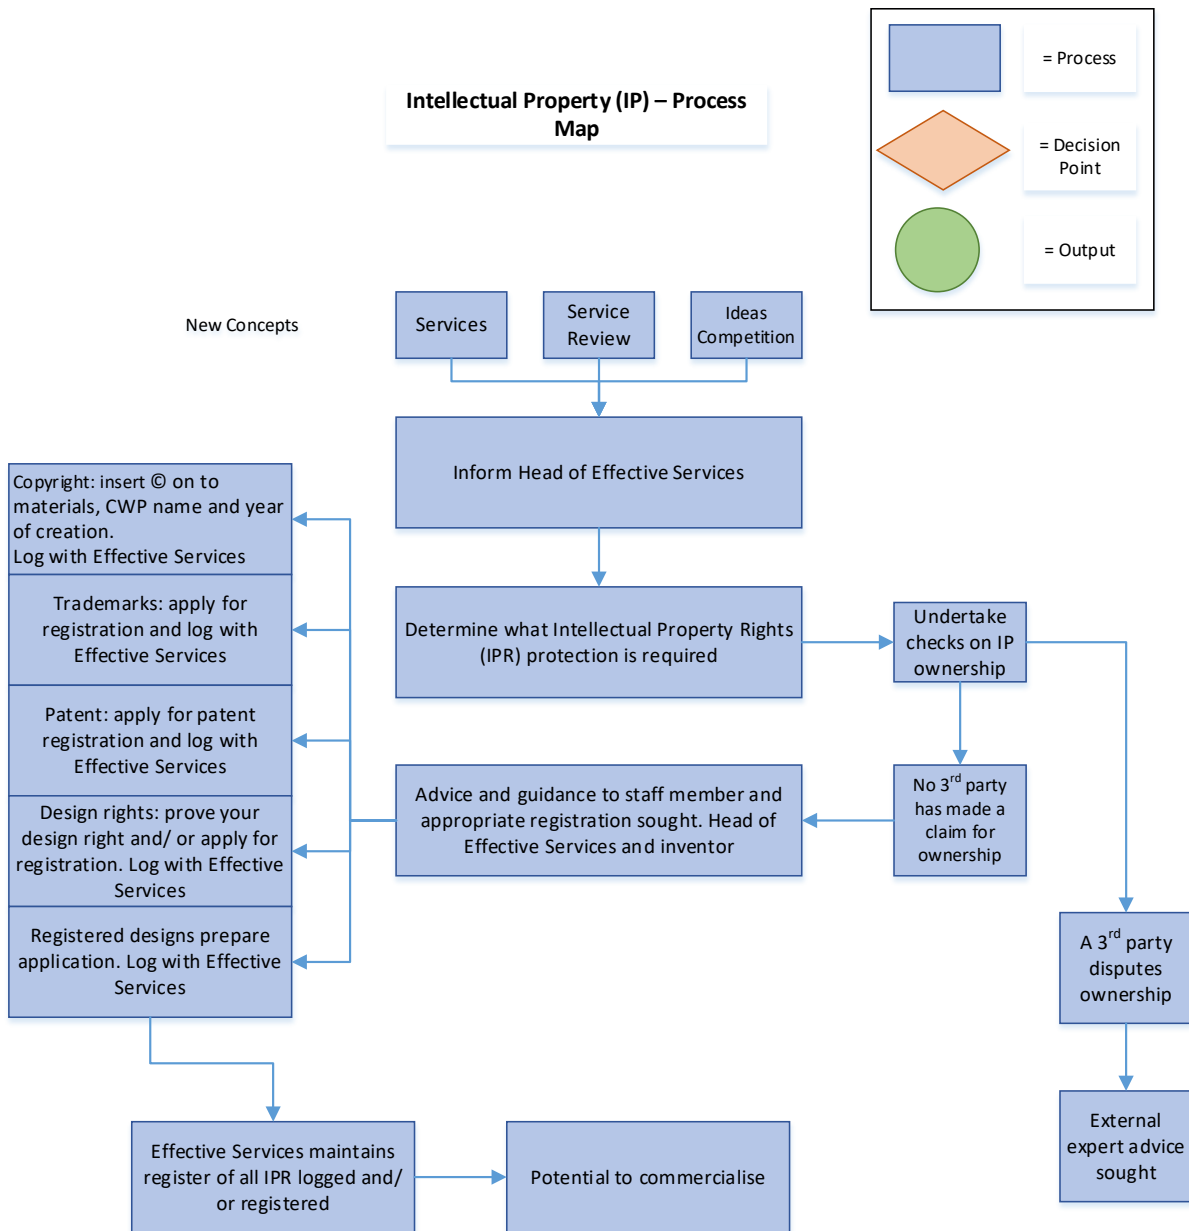 Intellectual Property (IP) – Process
Map
= Process
= Decision
Point
= Output
New Concepts
Services
Service
Review
Ideas
Competition
Inform Head of Effective Services
Copyright: insert © on to
materials, CWP name and year
of creation.
Log with Effective Services
Trademarks: apply for
registration and log with
Effective Services
Patent: apply for patent
registration and log with
Effective Services
Design rights: prove your
design right and/ or apply for
registration. Log with Effective
Services
Registered designs prepare
application. Log with Effective
Services
Determine what Intellectual Property Rights
(IPR) protection is required
Undertake
checks on IP
ownership
Advice and guidance to staff member and
appropriate registration sought. Head of
Effective Services and inventor
No 3rd party
has made a
claim for
ownership
A 3rd party
disputes
ownership
External
expert advice
sought
Effective Services maintains
register of all IPR logged and/
or registered
Potential to commercialise